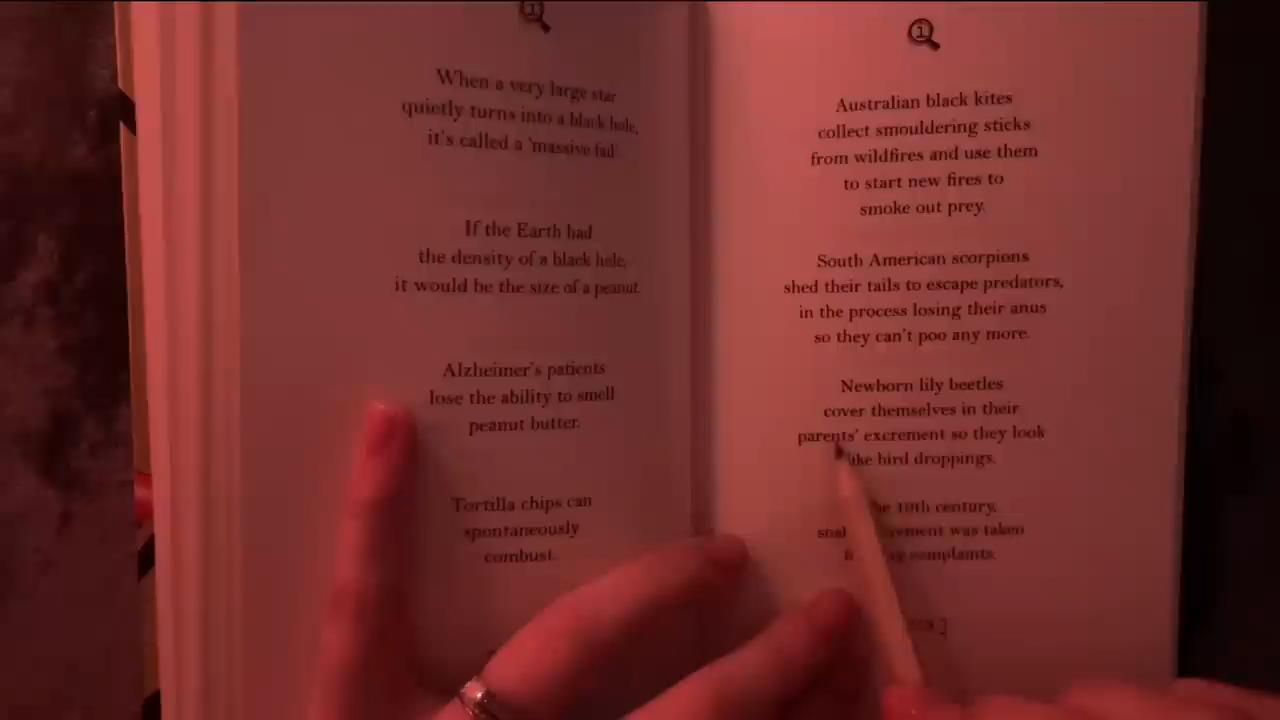 When a very large star
quietly turns into a black hole,
it's called a 'massive fail'.
If the Earth had
the density of a black hole,
it would be the size of a peanut.
Alzheimer's patients
lose the ability to smell
peanut butter.
Tortilla chips can
spontaneously
combust.
1
Australian black kites
collect smouldering sticks
from wildfires and use them
to start new fires to
smoke out prey.
South American scorpions
shed their tails to escape predators,
in the process losing their anus
so they can't poo any more.
Newborn lily beetles
cover themselves in their
parents' excrement so they look
like bird droppings.
century,
was taken
complaints.